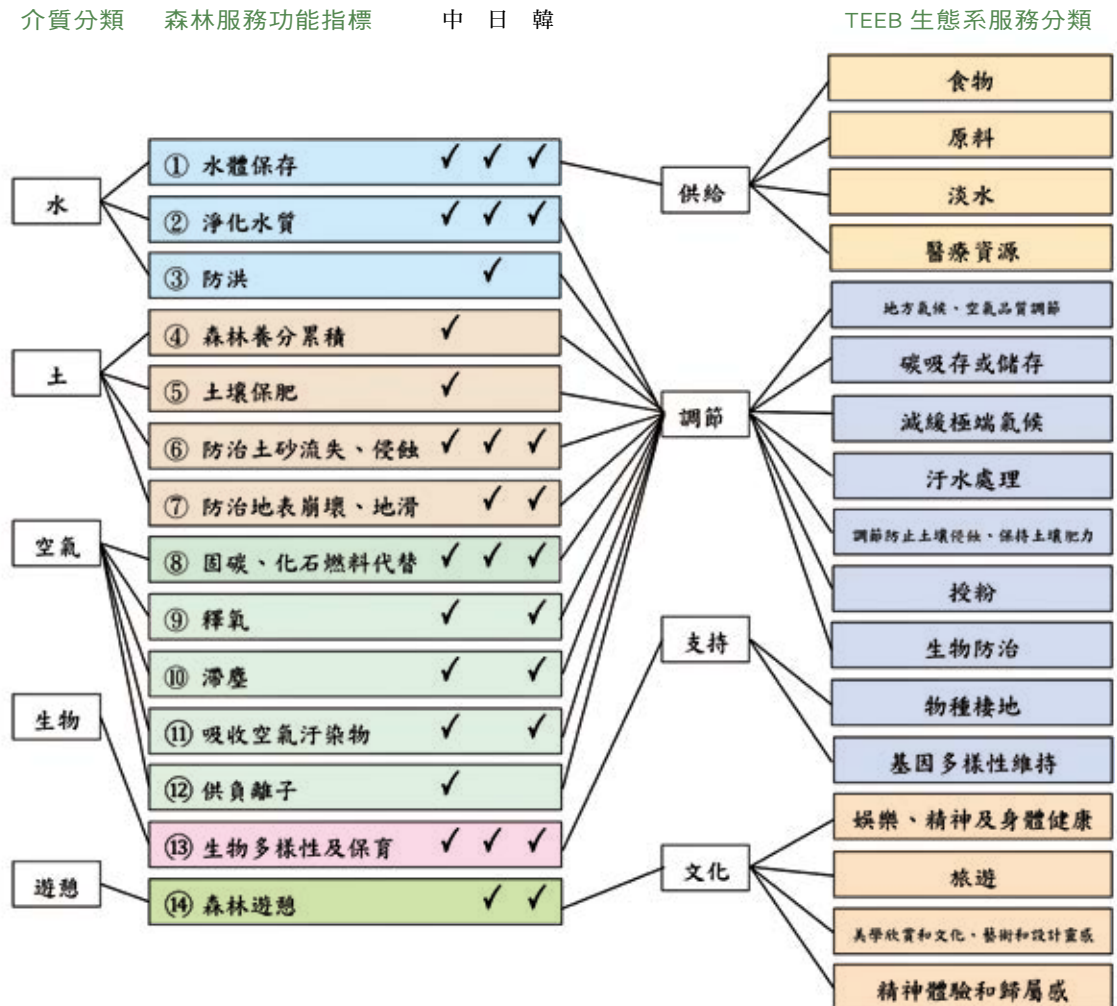 介質分類 森林服務功能指標 中 日 韓 TEEB 生態系服務分類
水
土
空氣
生物
遊憩
① 水體保存 ✓ ✓ ✓
② 淨化水質 ✓ ✓ ✓
③ 防洪 ✓
④ 森林養分累積 ✓
⑤ 土壤保肥 ✓
⑥ 防治土砂流失、侵蝕 ✓ ✓ ✓
⑦ 防治地表崩壞、地滑 ✓ ✓
⑧ 固碳、化石燃料代替 ✓ ✓ ✓
⑨ 釋氧 ✓ ✓
⑩ 滯塵 ✓ ✓
⑪ 吸收空氣汙染物 ✓ ✓
⑫ 供負離子 ✓
⑬ 生物多樣性及保育 ✓ ✓ ✓
⑭ 森林遊憩 ✓ ✓
供給
調節
支持
文化
食物
原料
淡水
醫療資源
地方氣候、空氣品質調節
碳吸存或儲存
減緩極端氣候
汙水處理
調節防止土壤侵蝕、保持土壤肥力
授粉
生物防治
物種棲地
基因多樣性維持
娛樂、精神及身體健康
旅遊
美學欣賞和文化、藝術和設計靈感
精神體驗和歸屬感